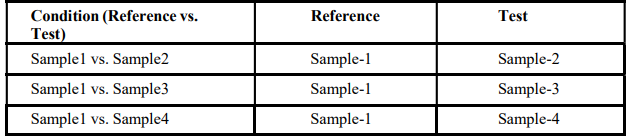 Condition (Reference vs. Reference Test
Test)
Sample1 vs. Sample2 Sample-1 Sample-2
Sample1 vs. Sample3 Sample-1 Sample-3
Sample1 vs. Sample4 Sample-1 Sample-4